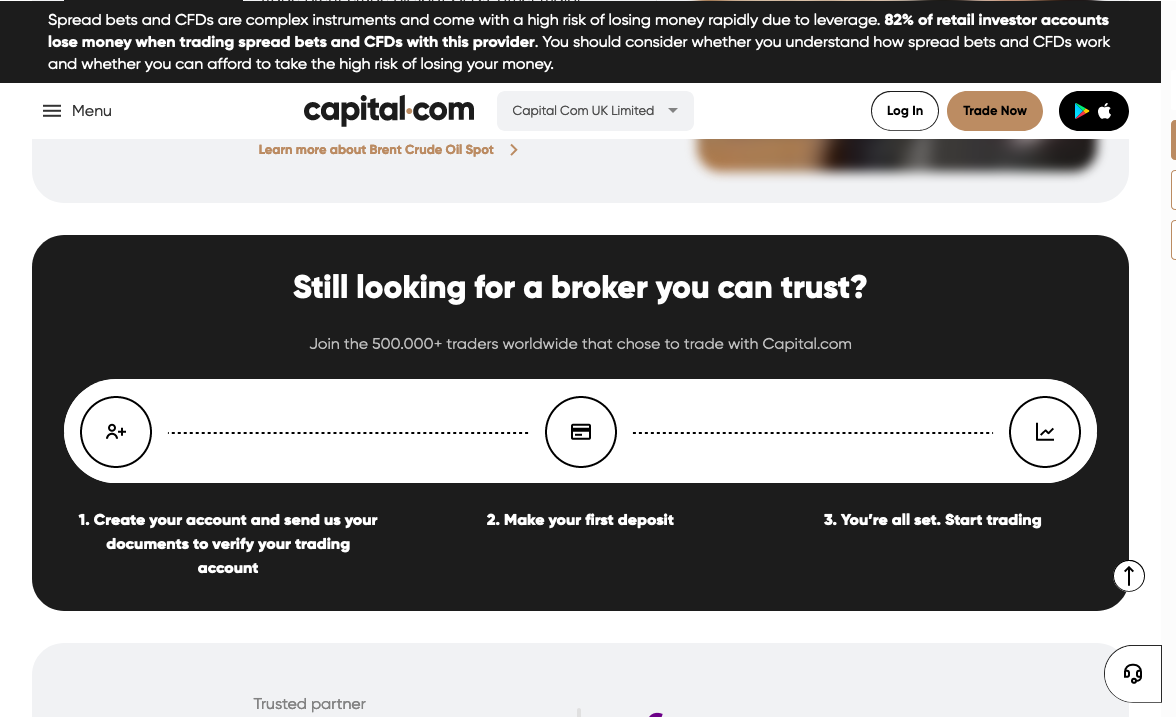 Spread bets and CFDs are complex instruments and come with a high risk of losing money rapidly due to leverage. 82% of retail investor accounts
lose money when trading spread bets and CFDs with this provider. You should consider whether you understand how spread bets and CFDs work
and whether you can afford to take the high risk of losing your money.
Menu
capital.com
Capital Com UK Limited
Log In
Trade Now
Learn more about Brent Crude Oil Spot
Still looking for a broker you can trust?
Join the 500.000+ traders worldwide that chose to trade with Capital.com
1. Create your account and send us your
documents to verify your trading
account
2. Make your first deposit
3. You're all set. Start trading
Trusted partner